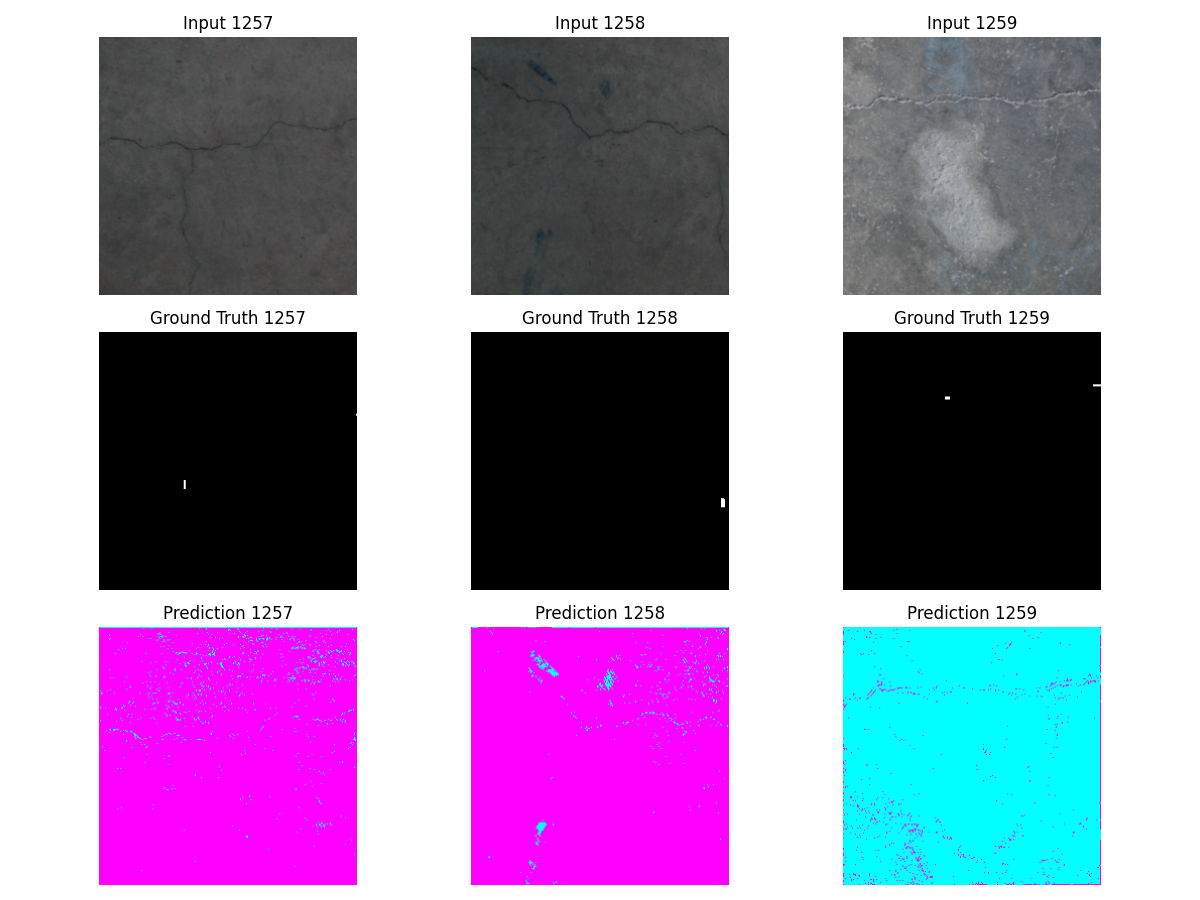 Input 1257
Input 1258
Input 1259
Ground Truth 1257
Ground Truth 1258
Ground Truth 1259
Prediction 1257
Prediction 1258
Prediction 1259